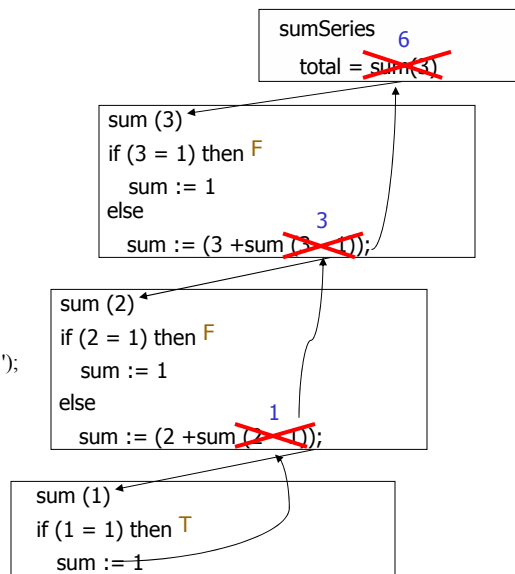 sumSeries
6
total = sum(3)
sum (3)
if (3 = 1) then F
sum := 1
else
3
sum := (3 +sum (3 – 1));
sum (2)
if (2 = 1) then F
');
sum := 1
else
1
sum := (2 +sum (2 – 1));
sum (1)
if (1 = 1) then T
sum := 1